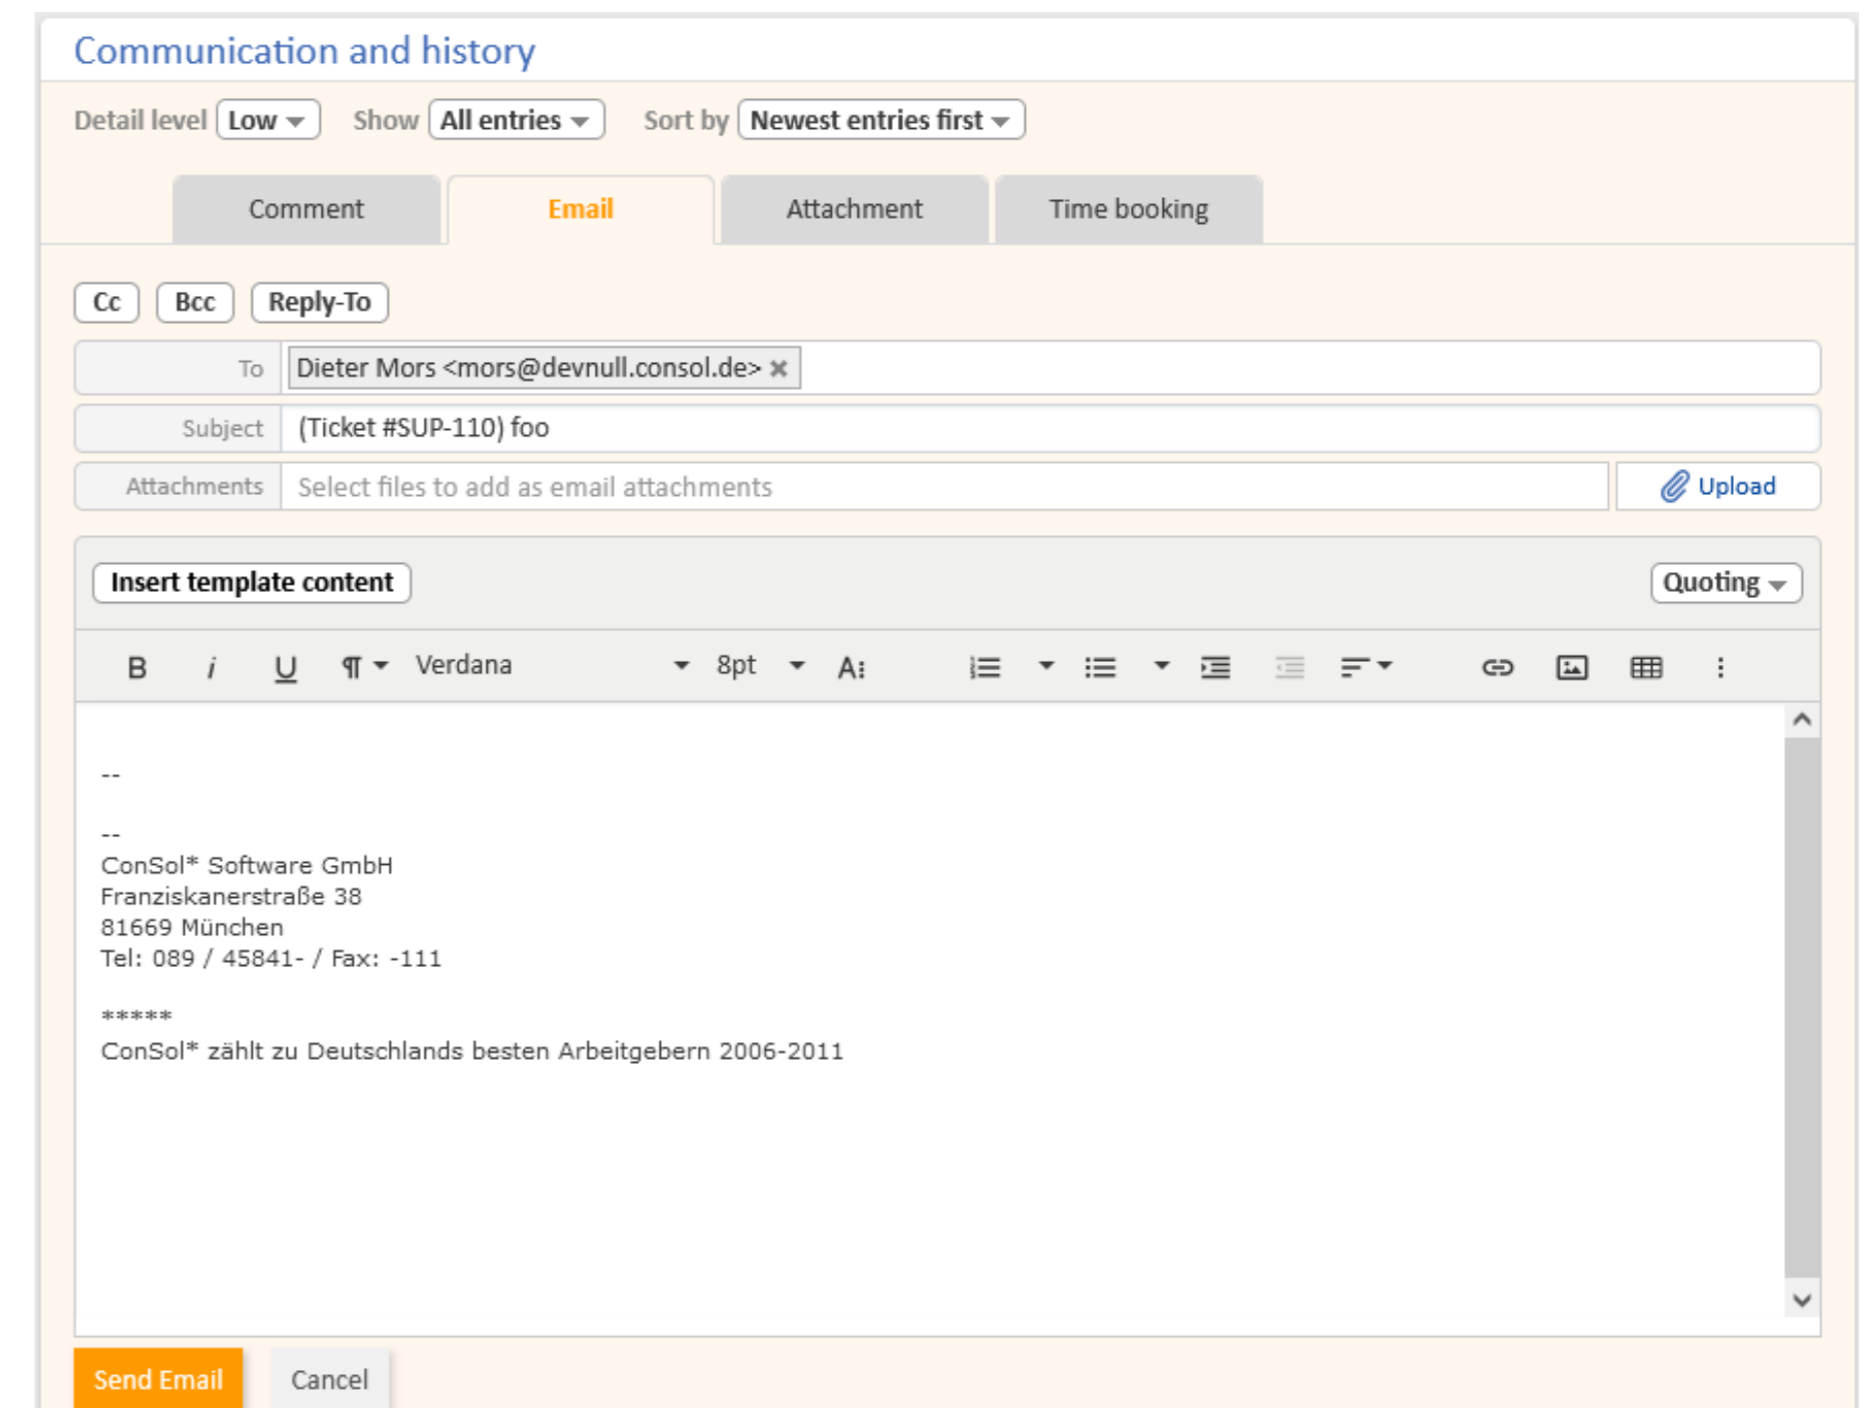 Communication and history
Detail level Low Show All entries Sort by Newest entries first
Comment Email Attachment Time booking
Cc Bcc Reply-To
To Dieter Mors <mors@devnull.consol.de>
Subject (Ticket #SUP-110) foo
Attachments Select files to add as email attachments Upload
Insert template content Quoting
B i U ¶ Verdana 8pt A
--
--
ConSol* Software GmbH
Franziskanerstraße 38
81669 München
Tel: 089 / 45841- / Fax: -111
*****
ConSol* zählt zu Deutschlands besten Arbeitgebern 2006-2011
Send Email Cancel